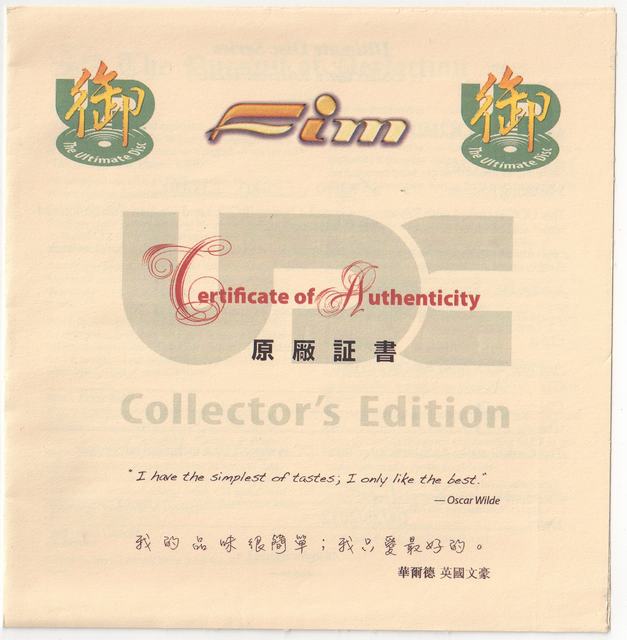 御 The Ultimate Disc
Fim
御 The Ultimate Disc
UDC
Certificate of Authenticity
原廠証書
Collector's Edition
"I have the simplest of tastes; I only like the best."
— Oscar Wilde
我的品味很簡單；我只愛最好的。
華爾德 英國文豪